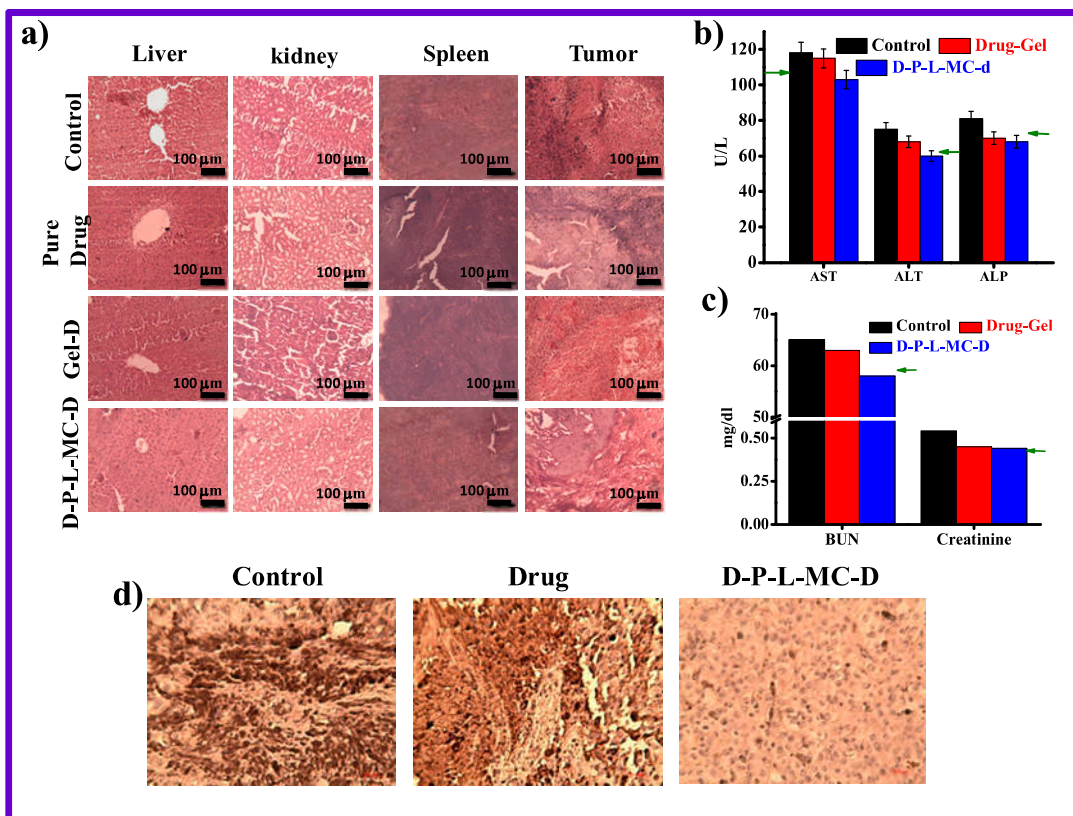 a)
Liver kidney Spleen Tumor
Control
100 µm 100 µm 100 µm 100 µm
Pure Drug
100 µm 100 µm 100 µm 100 µm
Gel-D
100 µm 100 µm 100 µm 100 µm
D-P-L-MC-D
100 µm 100 µm 100 µm 100 µm
b)
Control Drug-Gel
D-P-L-MC-d
U/L
120
100
80
60
40
20
0
AST ALT ALP
c)
Control Drug-Gel
D-P-L-MC-D
mg/dl
70
60
50
0.50
0.25
0.00
BUN Creatinine
d)
Control Drug D-P-L-MC-D